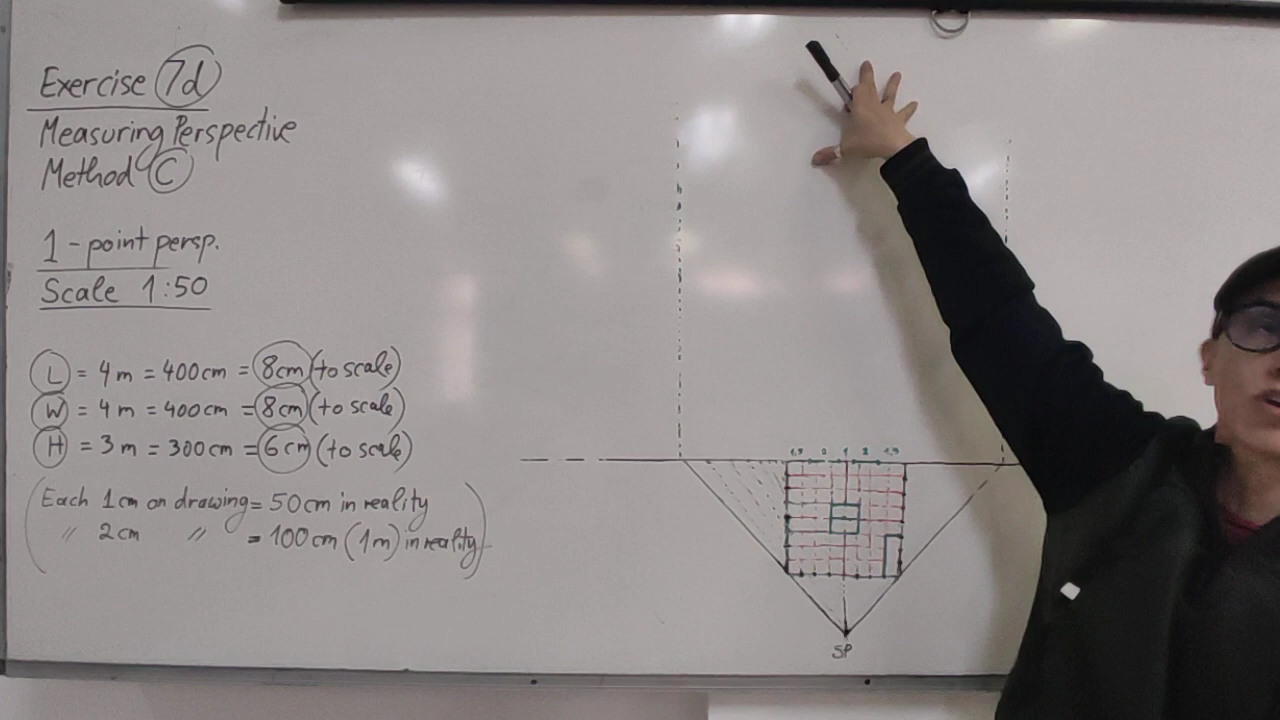 Exercise 7d
Measuring Perspective
Method C
1-point persp.
Scale 1:50
L = 4m = 400cm = 8cm (to scale)
W = 4m = 400cm = 8cm (to scale)
H = 3m = 300cm = 6cm (to scale)
(Each 1cm on drawing = 50cm in reality
" 2cm " = 100cm (1m) in reality)
SP